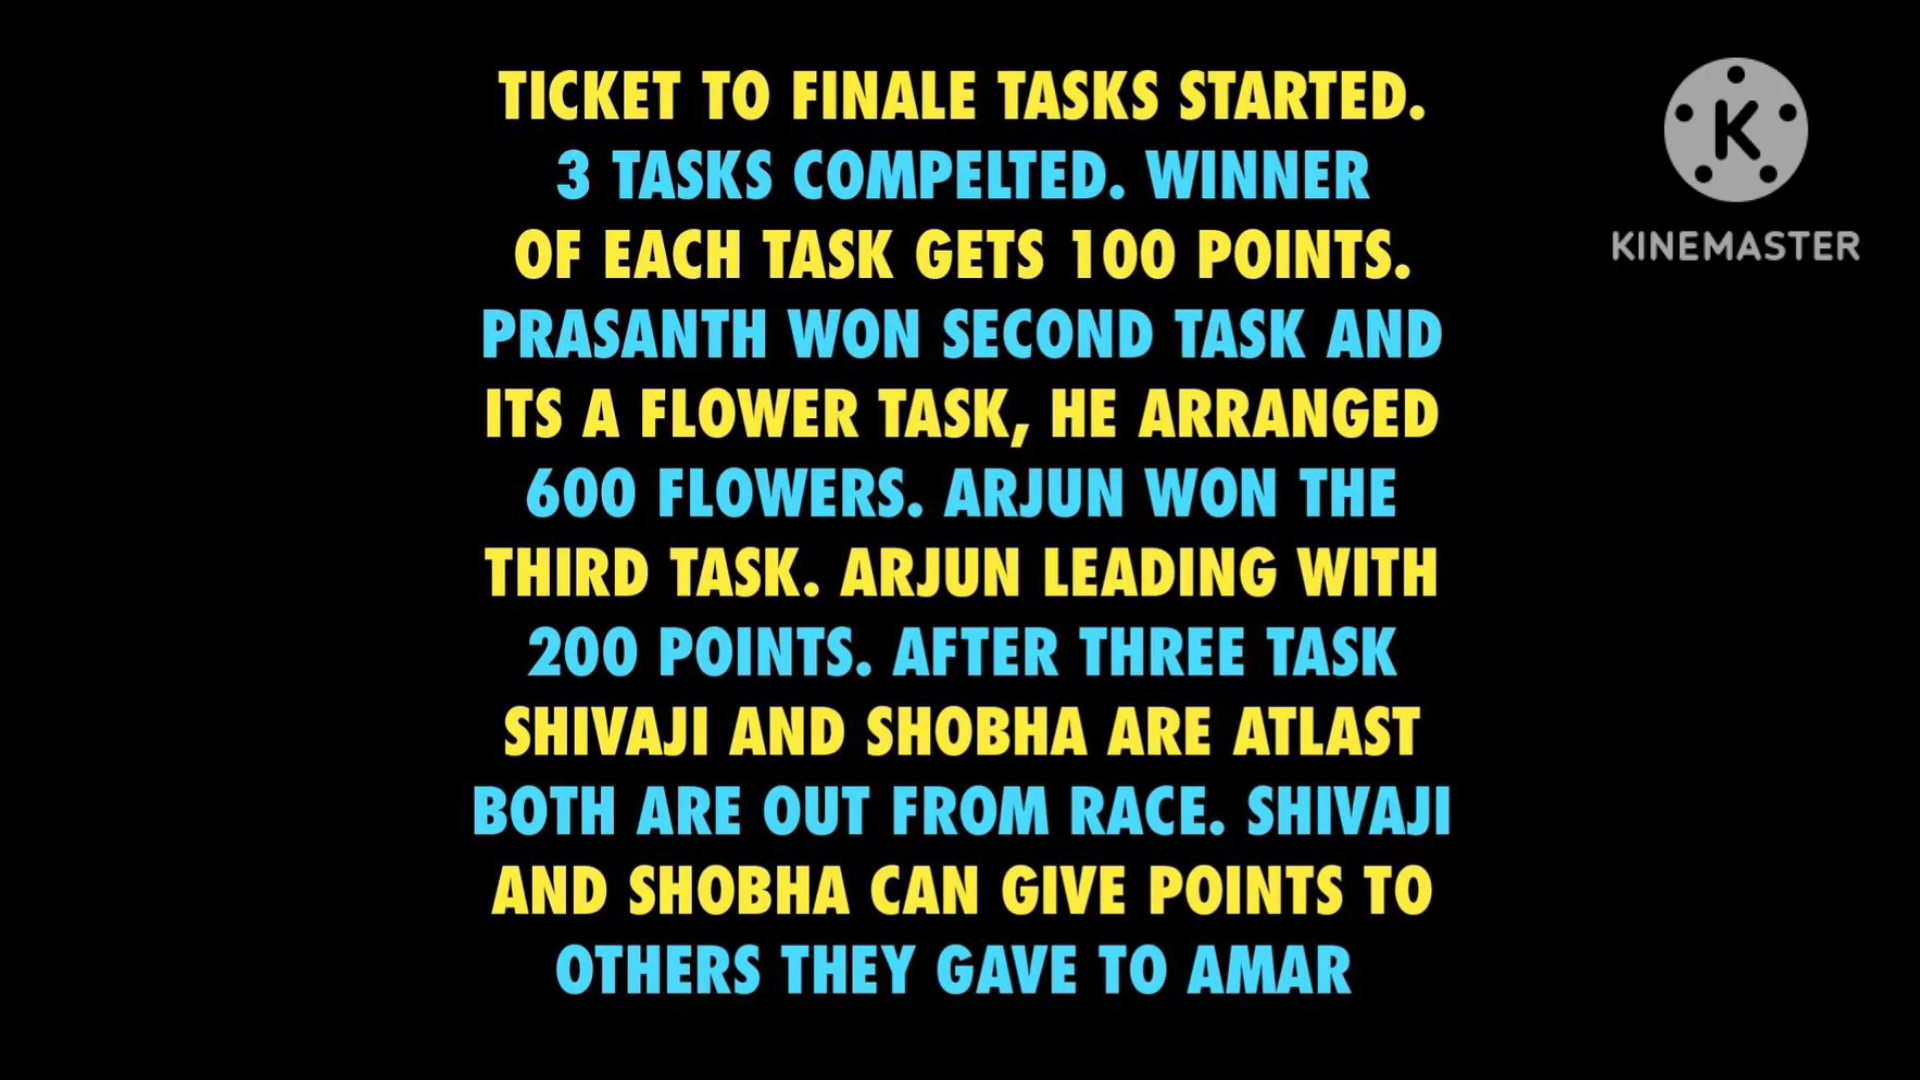 TICKET TO FINALE TASKS STARTED.
3 TASKS COMPELTED. WINNER
OF EACH TASK GETS 100 POINTS.
PRASANTH WON SECOND TASK AND
ITS A FLOWER TASK, HE ARRANGED
600 FLOWERS. ARJUN WON THE
THIRD TASK. ARJUN LEADING WITH
200 POINTS. AFTER THREE TASK
SHIVAJI AND SHOBHA ARE ATLAST
BOTH ARE OUT FROM RACE. SHIVAJI
AND SHOBHA CAN GIVE POINTS TO
OTHERS THEY GAVE TO AMAR
K
KINEMASTER